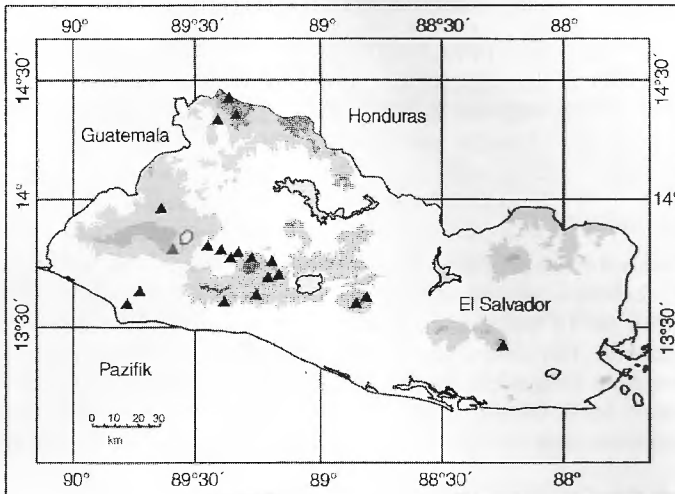 90° 89°30´ 89° 88°30´ 88°
14°30´ 14°30´
Guatemala
Honduras
14° 14°
El Salvador
13°30´ 13°30´
Pazifik
0 10 20 30
km
90° 89°30´ 89° 88°30´ 88°